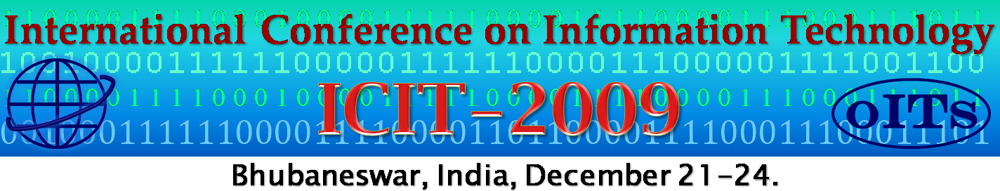 International Conference on Information Technology
ICIT-2009
oITs
Bhubaneswar, India, December 21-24.